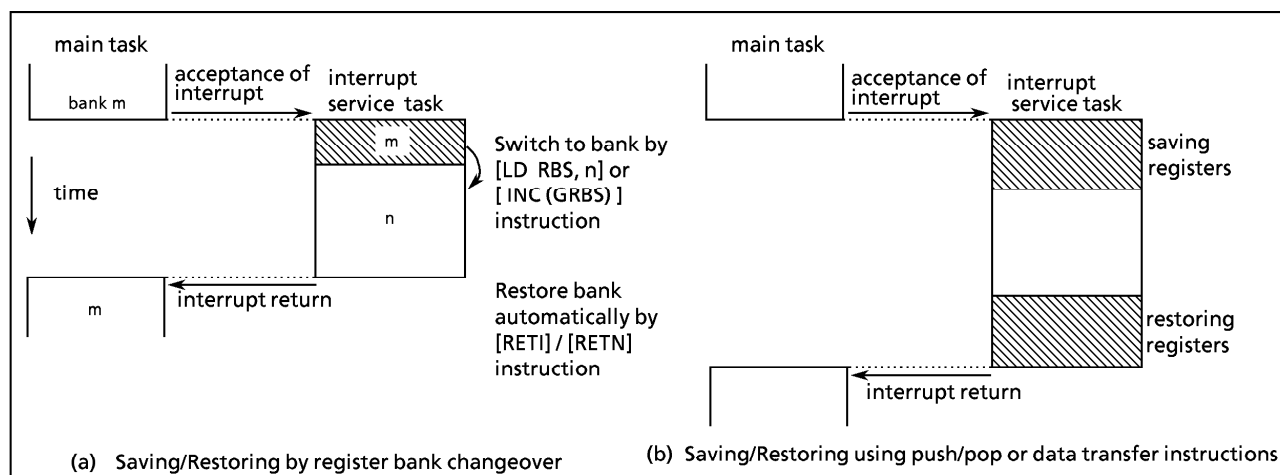 main task
bank m
acceptance of
interrupt
interrupt
service task
m
n
Switch to bank by
[LD RBS, n] or
[ INC (GRBS) ]
instruction
time
m
interrupt return
Restore bank
automatically by
[RETI] / [RETN]
instruction
(a) Saving/Restoring by register bank changeover
main task
acceptance of
interrupt
interrupt
service task
saving
registers
restoring
registers
interrupt return
(b) Saving/Restoring using push/pop or data transfer instructions